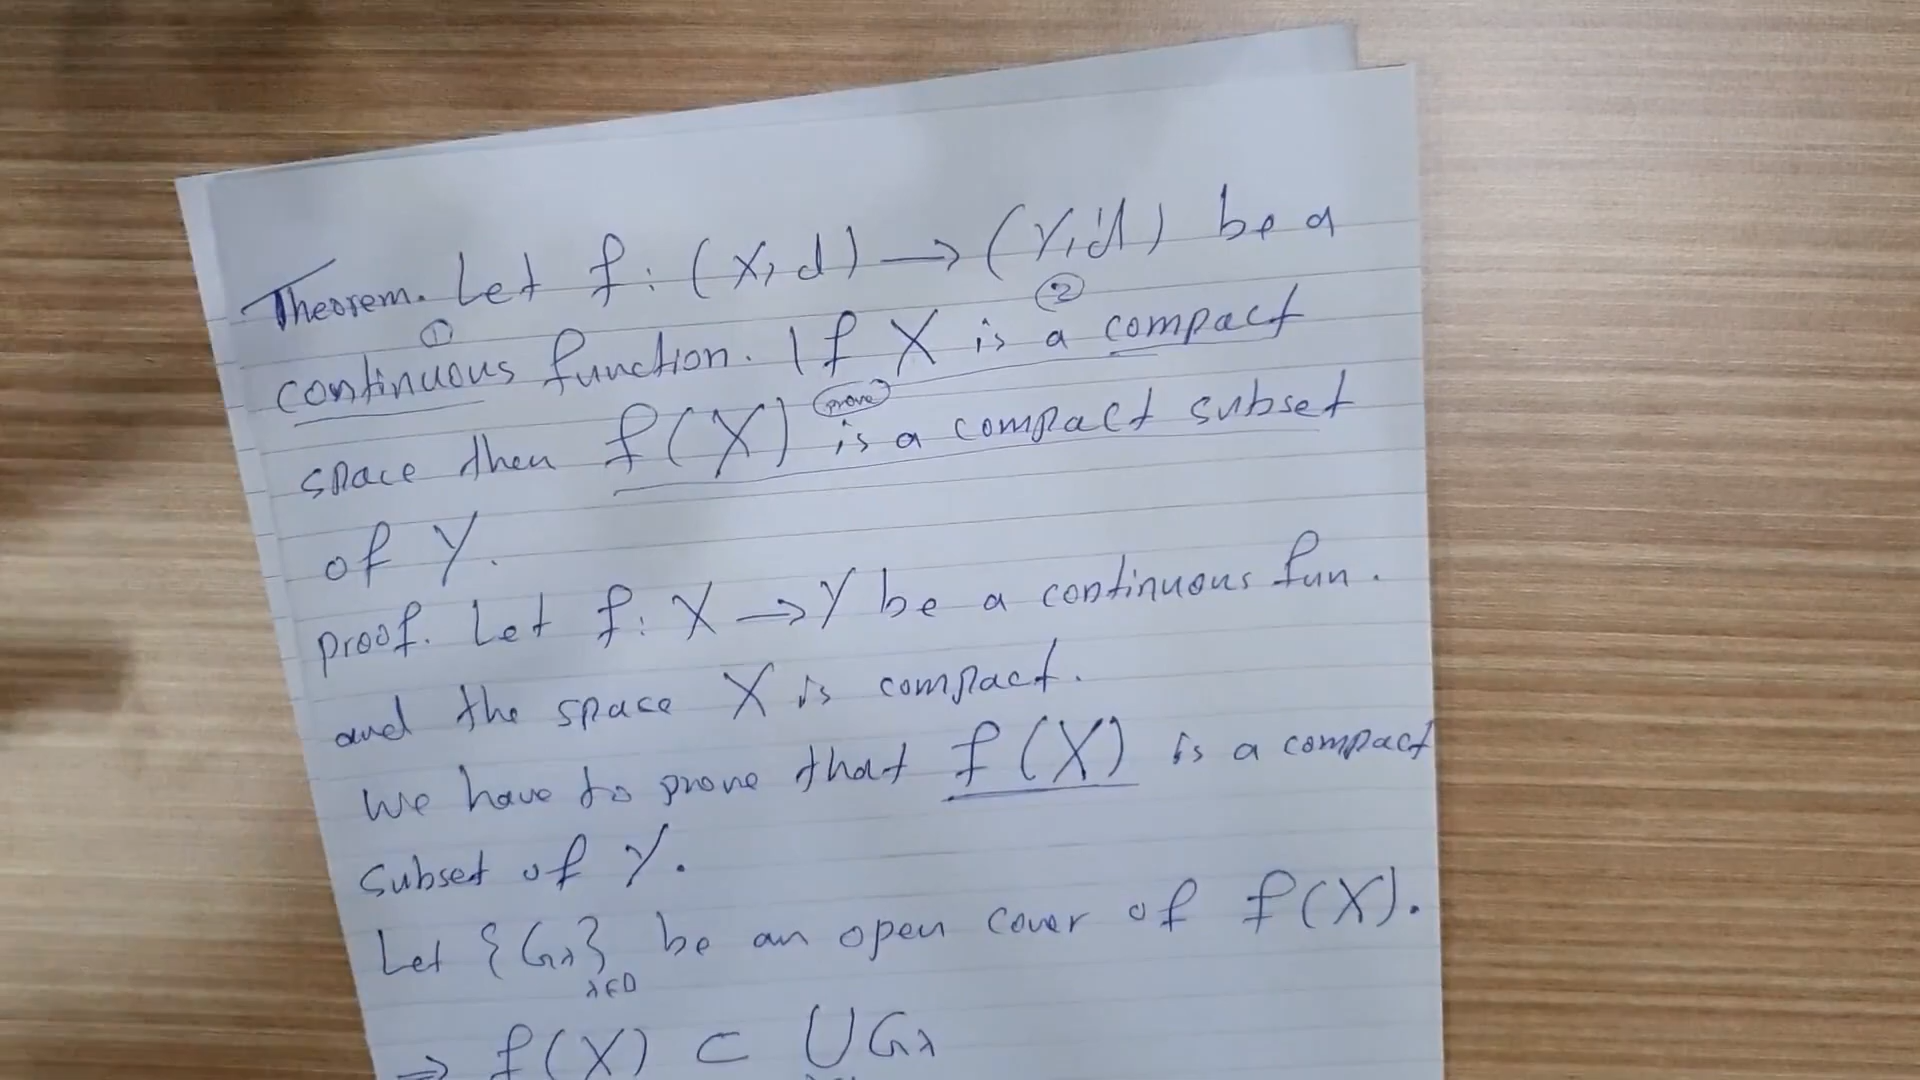 Theorem. Let f: (X, d) → (Y, d') be a
①
②
continuous function. If X is a compact
prove
space then f(X) is a compact subset
of Y.
proof. Let f: X → Y be a continuous fun.
and the space X is compact.
we have to prove that f(X) is a compact
subset of Y.
Let {Gλ}λ∈D be an open cover of f(X).
⇒ f(X) ⊂ ∪ Gλ